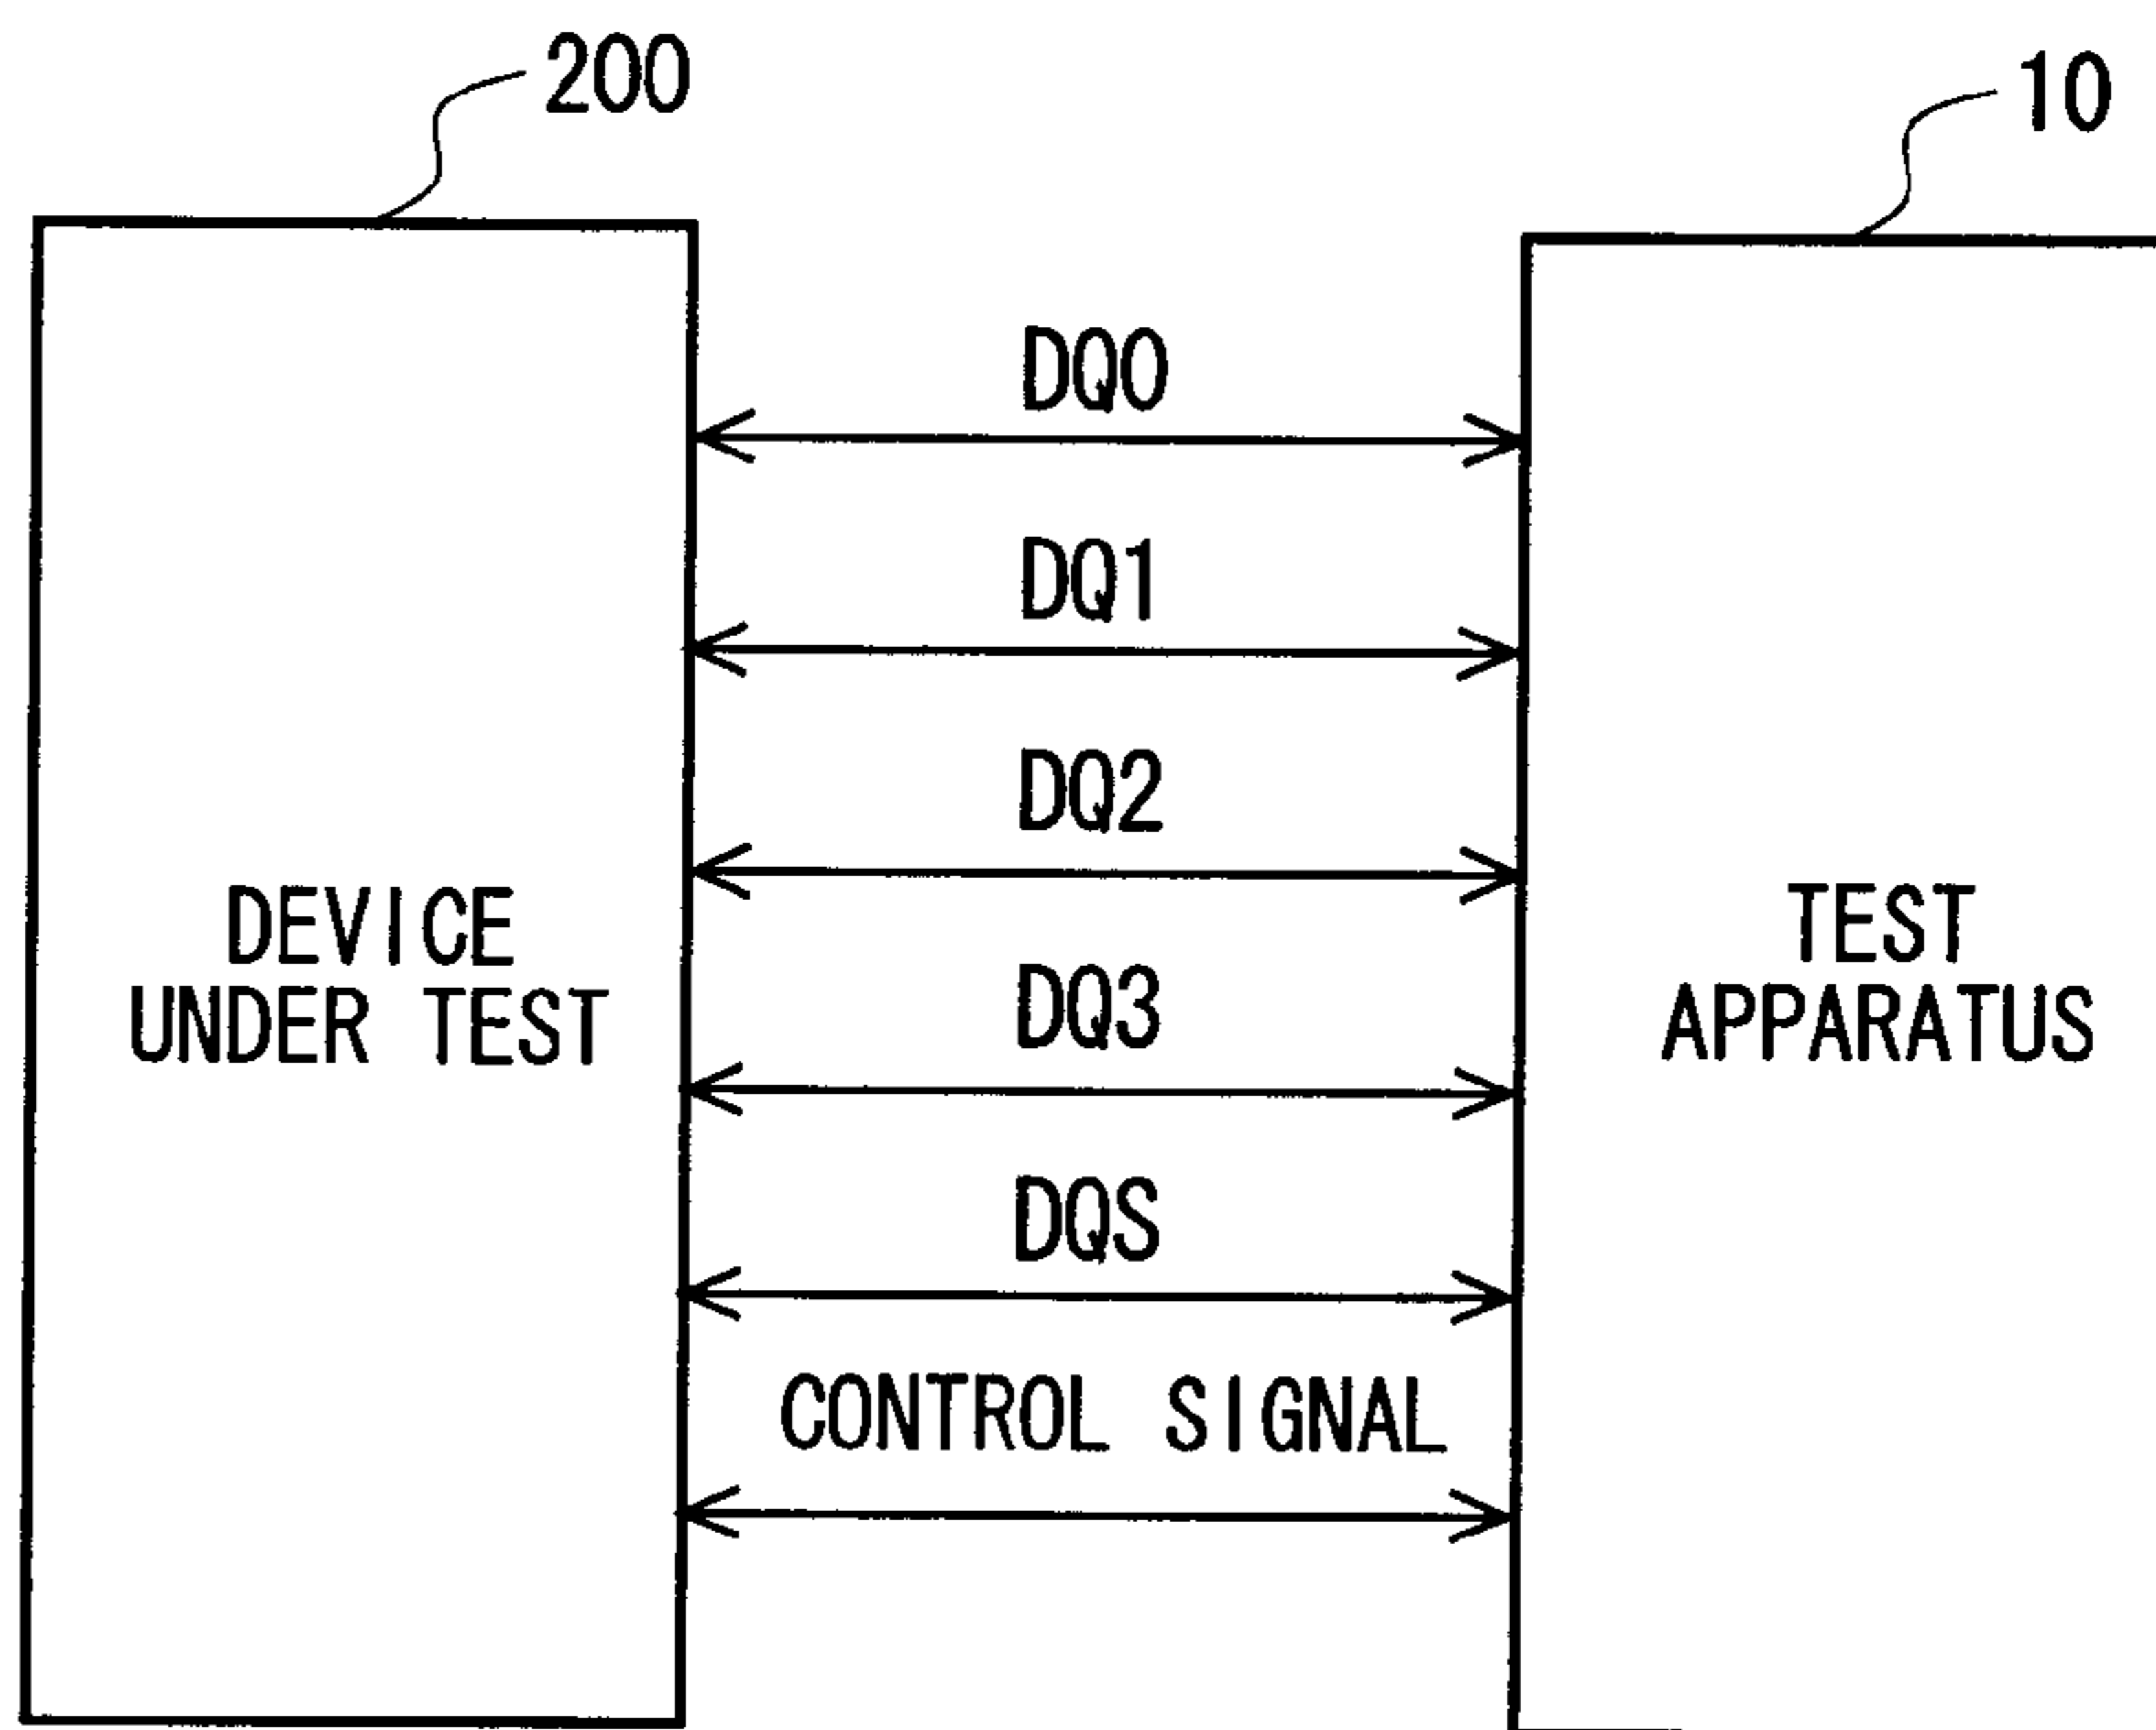 200
10
DQ0
DQ1
DQ2
DEVICE
UNDER TEST
TEST
APPARATUS
DQ3
DQS
CONTROL SIGNAL